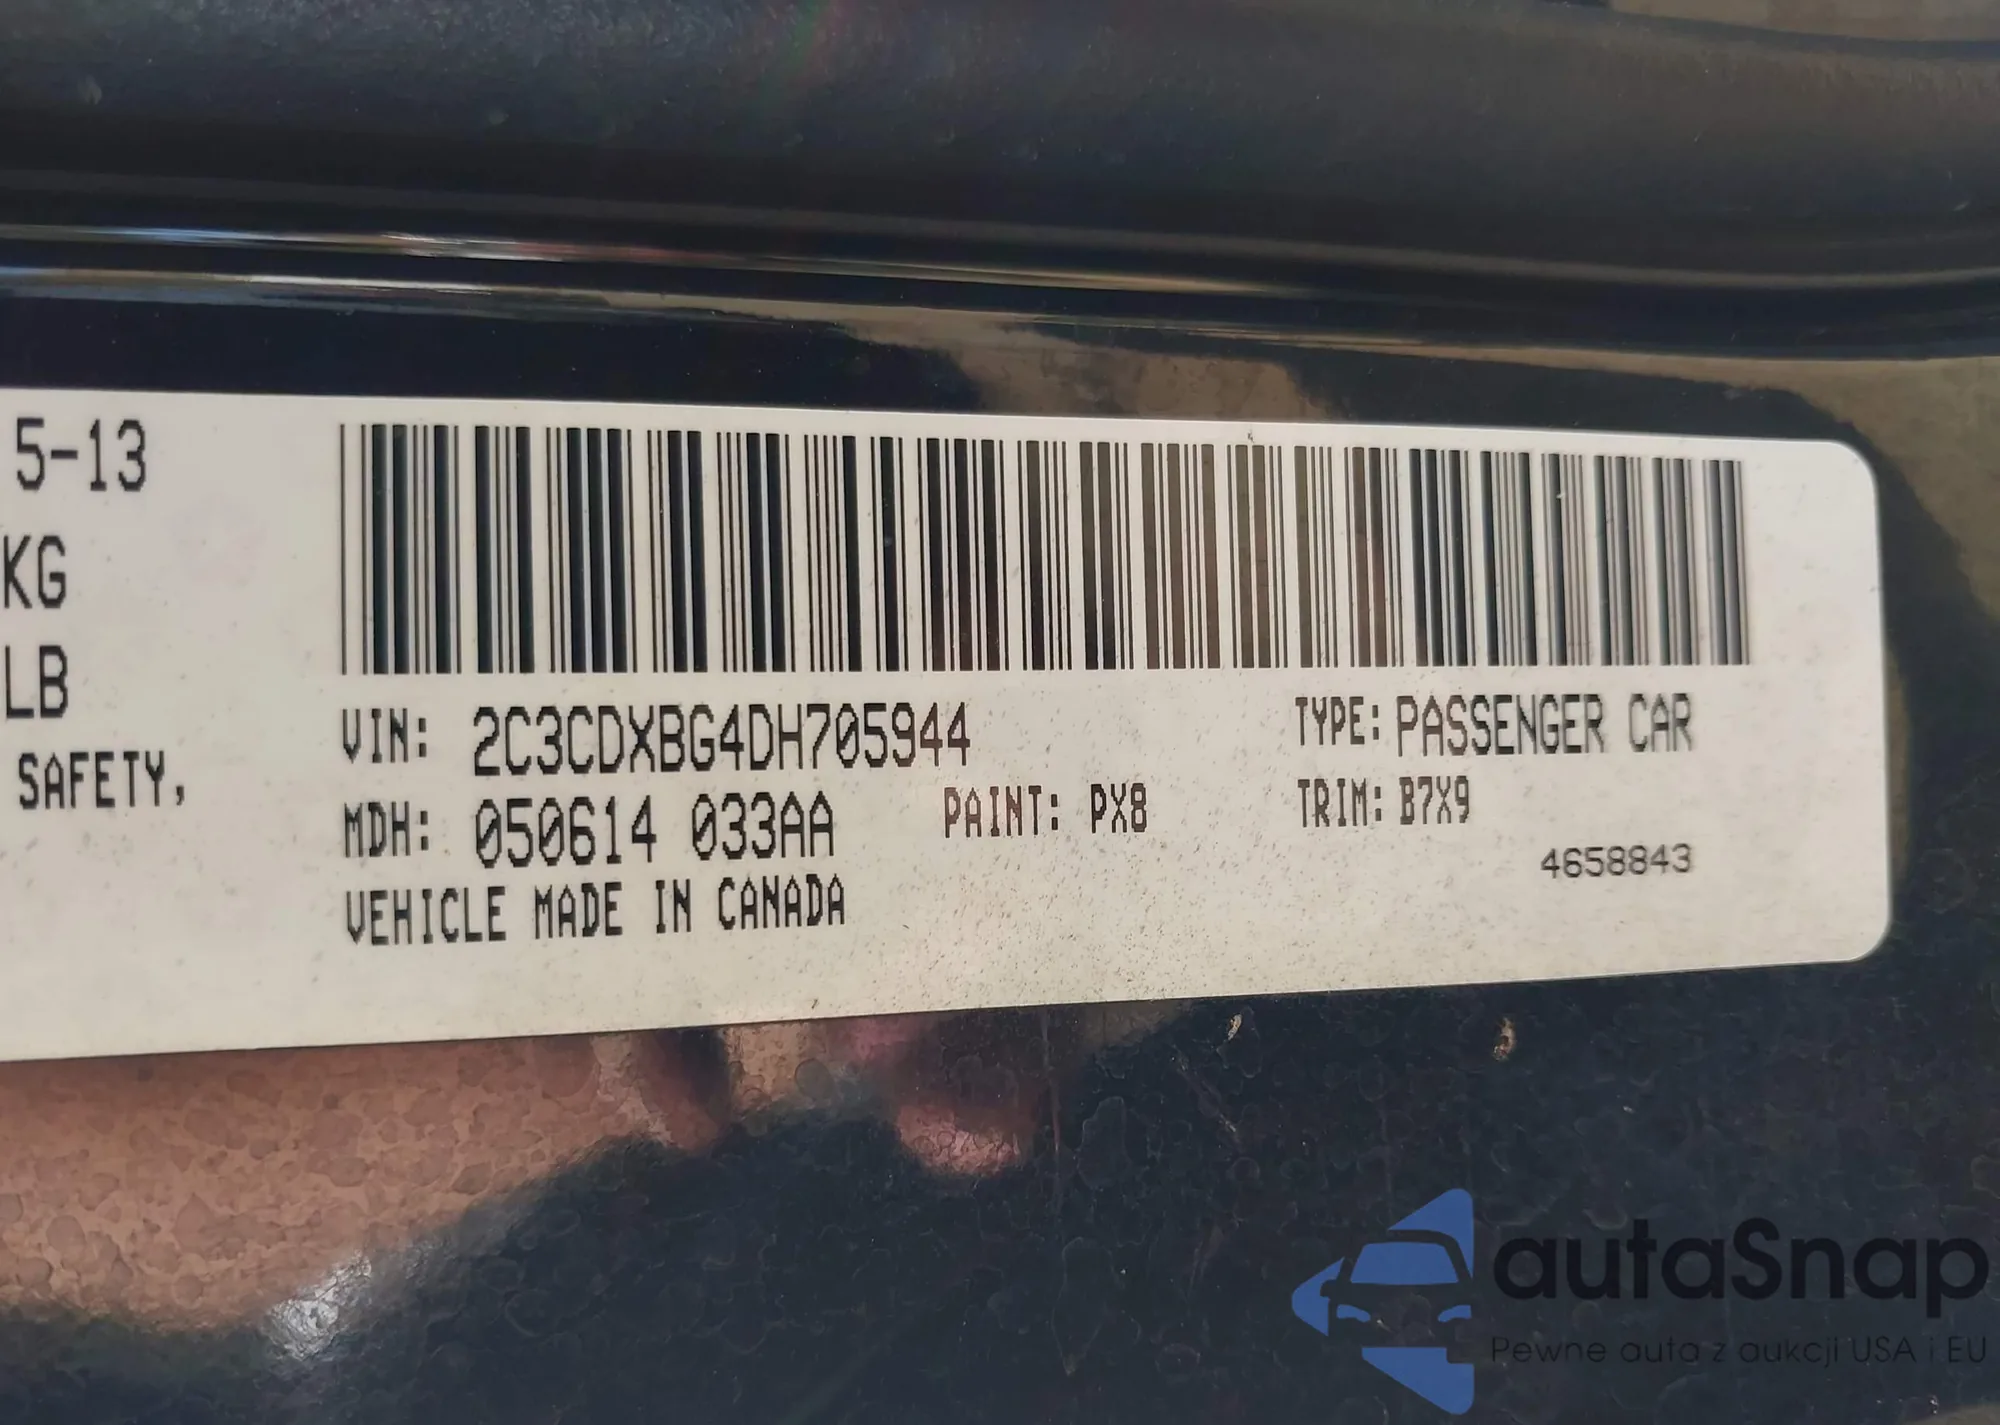 5-13
KG
LB
SAFETY,
VIN: 2C3CDXBG4DH705944
TYPE: PASSENGER CAR
MDH: 050614 033AA
PAINT: PX8
TRIM: B7X9
4658843
VEHICLE MADE IN CANADA
autaSnap
Pewne auta z aukcji USA i EU